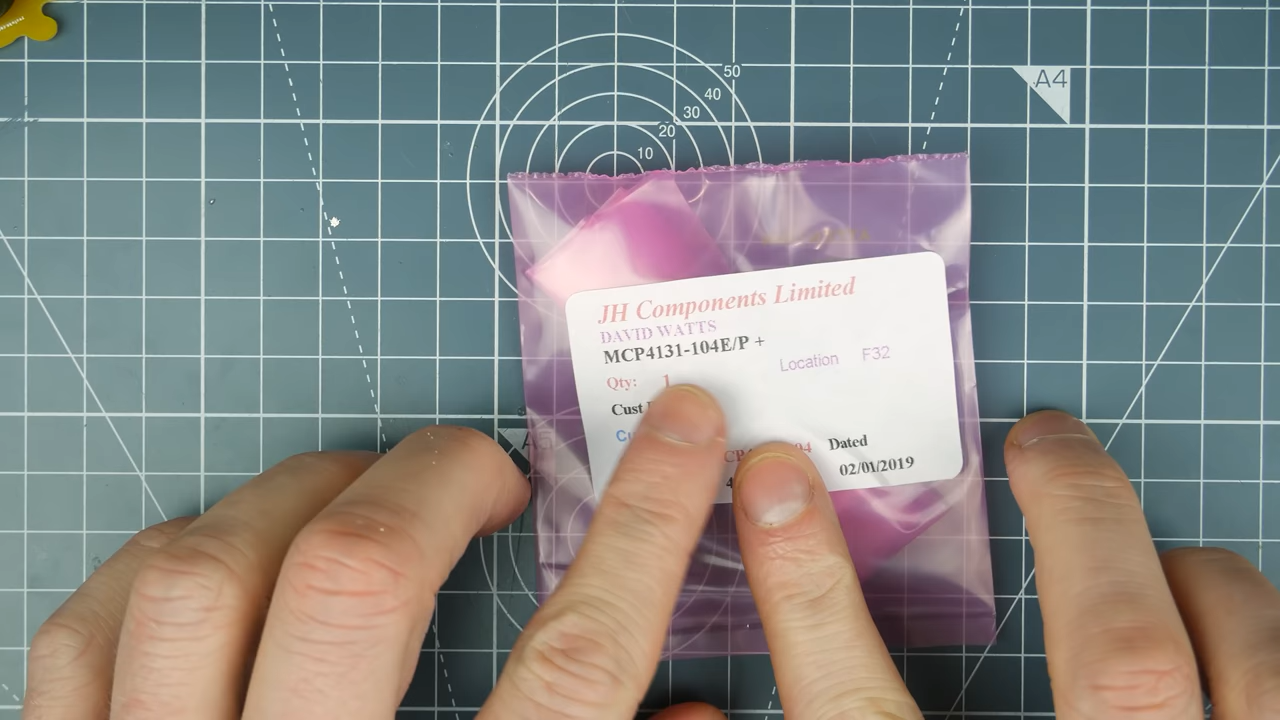 50
A4
40
30
20
10
JH Components Limited
DAVID WATTS
MCP4131-104E/P +
Location F32
Qty: 1
Cust
Dated
02/01/2019